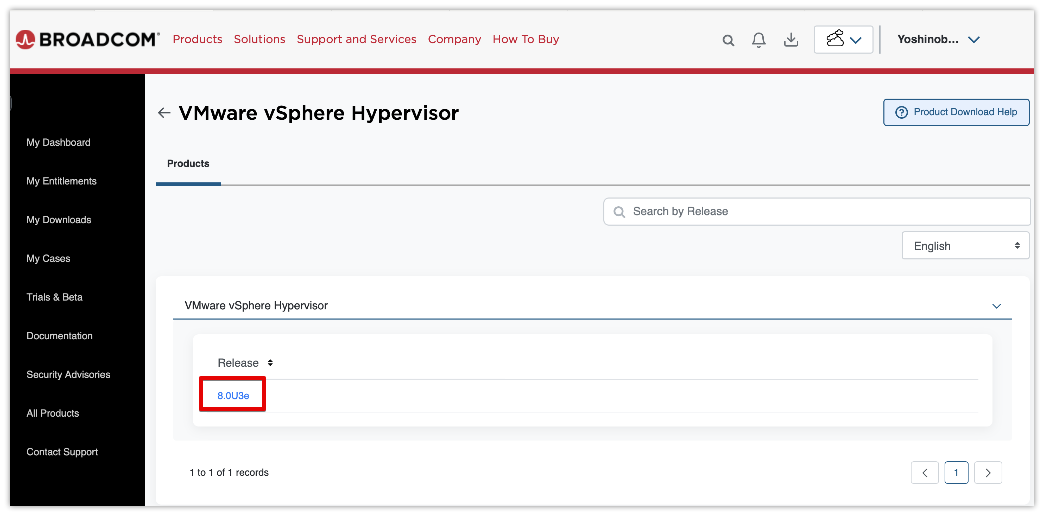 BROADCOM Products Solutions Support and Services Company How To Buy Yoshinob...
VMware vSphere Hypervisor
Product Download Help
Products
Search by Release
English
My Dashboard
My Entitlements
My Downloads
My Cases
Trials & Beta
Documentation
Security Advisories
All Products
Contact Support
VMware vSphere Hypervisor
Release
8.0U3e
1 to 1 of 1 records
1